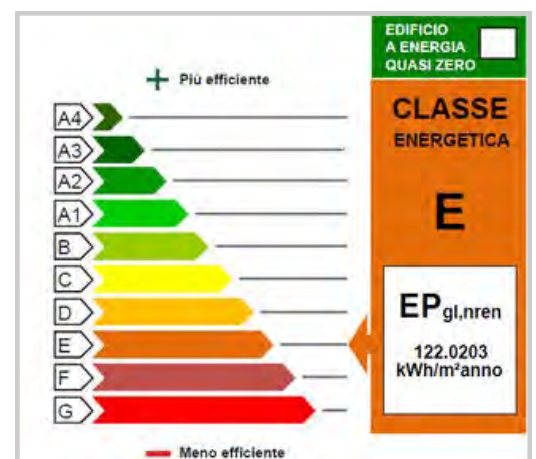 EDIFICIO
A ENERGIA
QUASI ZERO
Più efficiente
CLASSE
ENERGETICA
E
A4
A3
A2
A1
B
C
D
E
F
G
EPgl,nren
122.0203
kWh/m²anno
Meno efficiente